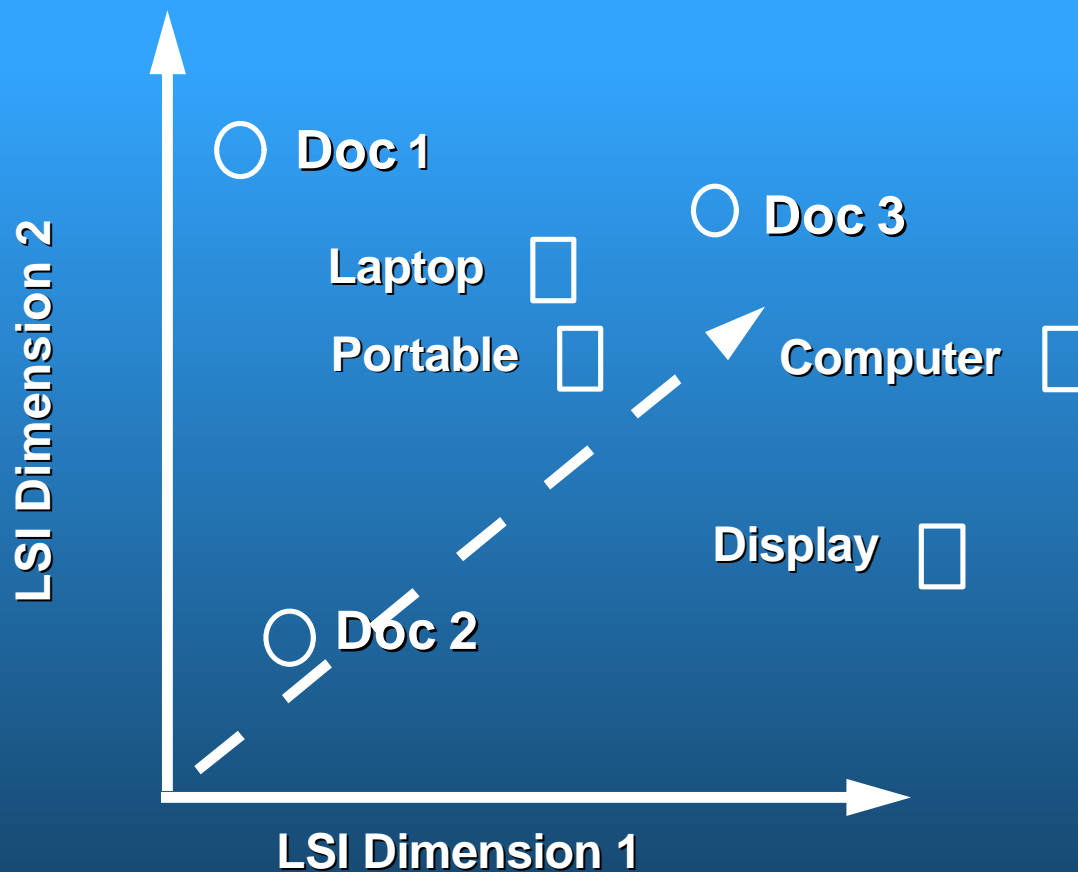 Doc 1
Doc 3
Laptop
Portable
Computer
Display
Doc 2
LSI Dimension 2
LSI Dimension 1